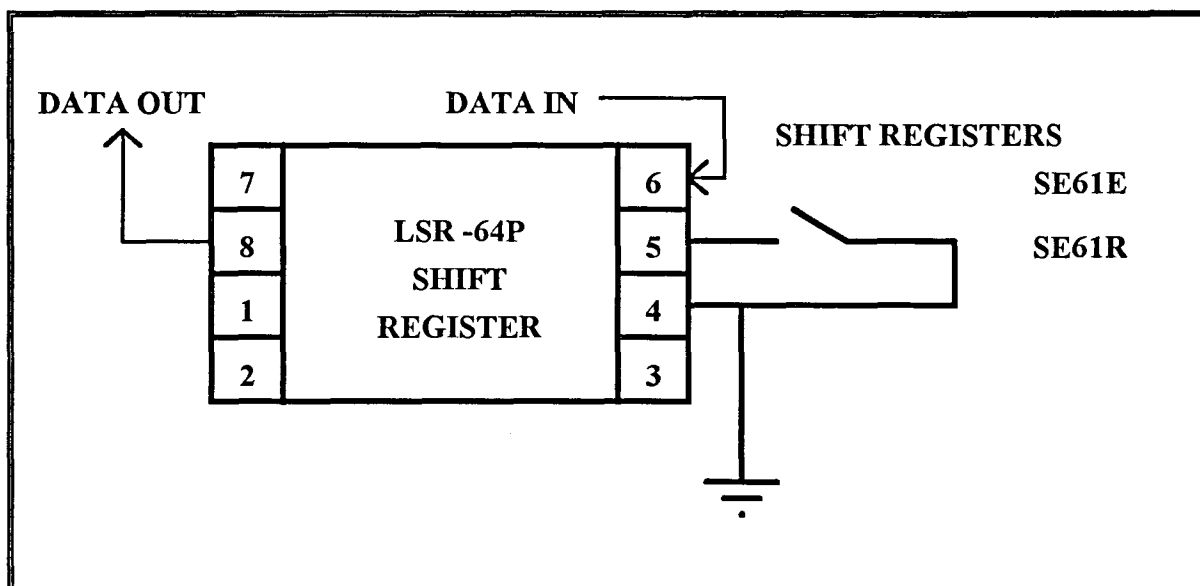 DATA OUT
DATA IN
SHIFT REGISTERS
SE61E
SE61R
7
8
1
2
LSR -64P
SHIFT
REGISTER
6
5
4
3